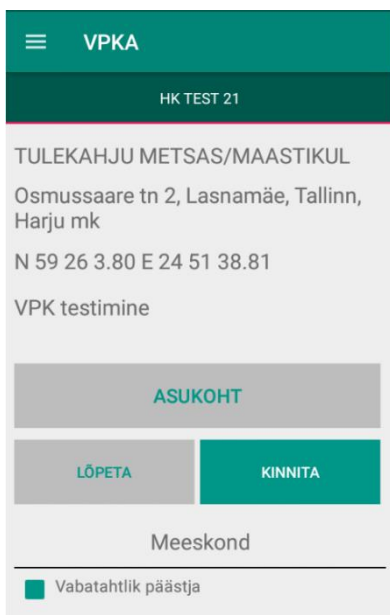 VPKA
HK TEST 21
TULEKAHJU METSAS/MAASTIKUL
Osmussaare tn 2, Lasnamäe, Tallinn,
Harju mk
N 59 26 3.80 E 24 51 38.81
VPK testimine
ASUKOHT
LÕPETA
KINNITA
Meeskond
Vabatahtlik päästja